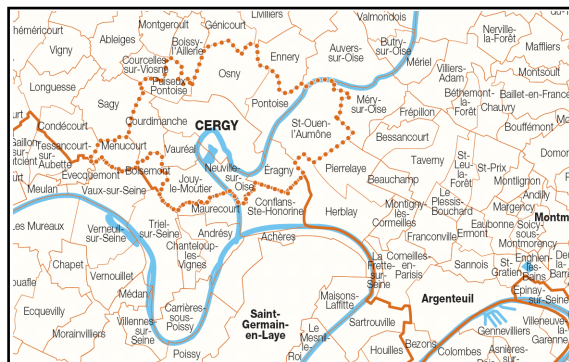 Livilliers
Valmondois
Théméricourt
Vigny
Ableiges
Montgeroult
Génicourt
Boissy-
l'Aillerie
Courcelles-
sur-Viosne
Ennery
Auvers-
sur-Oise
Butry-
sur-Oise
Nerville-
la-Forêt
Maffliers
Mériel
Villiers-
Adam
Montsoult
Osny
Puiseux-
Pontoise
Longuesse
Sagy
Pontoise
Méry-
sur-Oise
Béthemont-
la-Forêt
Baillet-en-France
Chauvry
Frépillon
Bouffémont
Courdimanche
CERGY
St-Ouen-
l'Aumône
Condécourt
Tessancourt-
sur-
Aubette
Menucourt
Vauréal
Bessancourt
Taverny
St-
Leu-
la-
Forêt
St-Prix
Boisemont
Jouy-
le-Moutier
Neuville-
sur-
Oise
Éragny
Pierrelaye
Beauchamp
Montlignon
Andilly
Évecquemont
Meulan
Vaux-sur-Seine
Maurecourt
Conflans-
Ste-Honorine
Herblay
Montigny-
lès-
Cormeilles
Le
Plessis-
Bouchard
Margency
Eaubonne
Ermont
Soisy-
sous-
Montmorency
Franconville
Les Mureaux
Verneuil-
sur-Seine
Triel-
sur-Seine
Andrésy
Achères
Chanteloup-
les-
Vignes
La
Frette-
sur-
Seine
Cormeilles-
en-
Parisis
Sannois
St-
Gratien
Enghien-
les-
Bains
Chapet
Vernouillet
Médan
Carrières-
sous-
Poissy
Maisons-
Laffitte
Argenteuil
Épinay-
sur-Seine
Ecquevilly
Morainvilliers
Villennes-
sur-
Seine
Poissy
Saint-
Germain-
en-Laye
Le
Mesnil-
Sartrouville
Houilles
Bezons
Colombes
Gennevilliers
Villeneuve-
la-
Garenne
Asnières-